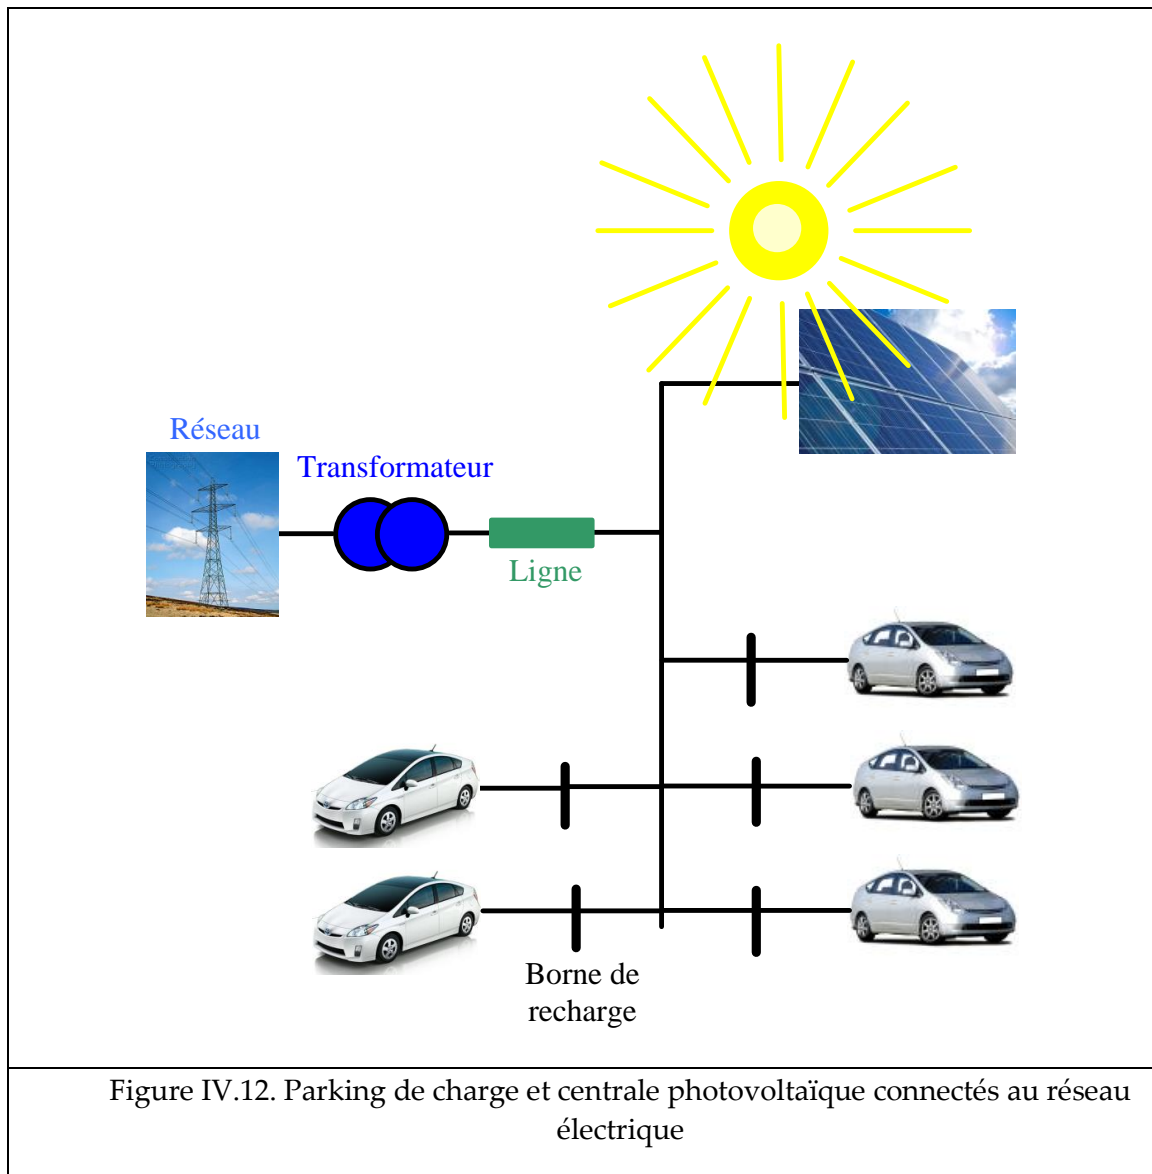 Réseau
Transformateur
Ligne
Borne de
recharge
Figure IV.12. Parking de charge et centrale photovoltaïque connectés au réseau
électrique